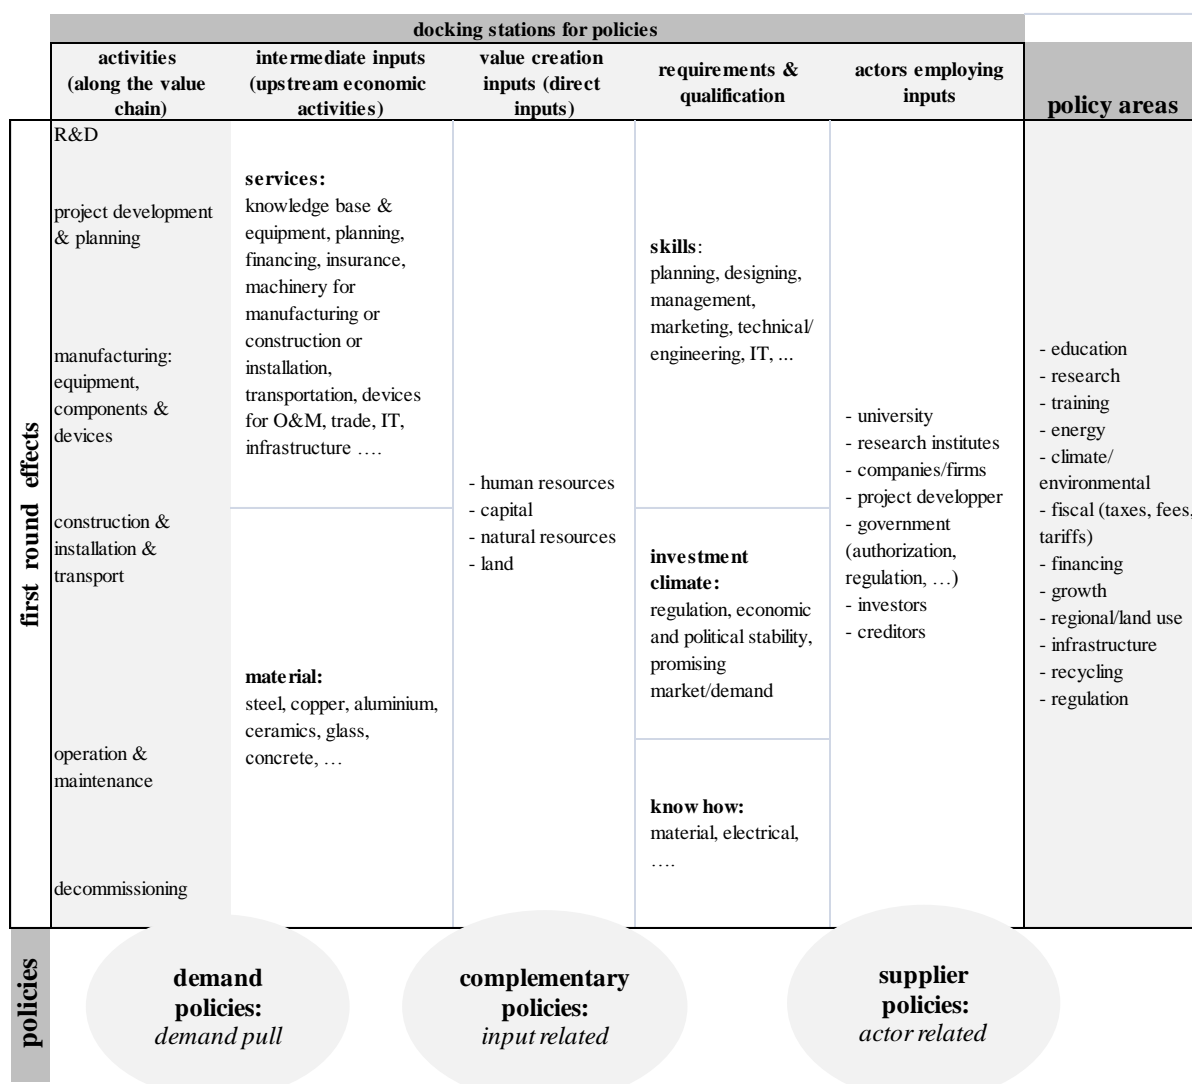 docking stations for policies
activities
(along the value
chain)
intermediate inputs
(upstream economic
activities)
value creation
inputs (direct
inputs)
requirements &
qualification
actors employing
inputs
policy areas
first round effects
R&D
project development
& planning
manufacturing:
equipment,
components &
devices
construction &
installation &
transport
operation &
maintenance
decommissioning
services:
knowledge base &
equipment, planning,
financing, insurance,
machinery for
manufacturing or
construction or
installation,
transportation, devices
for O&M, trade, IT,
infrastructure ….
material:
steel, copper, aluminium,
ceramics, glass,
concrete, …
- human resources
- capital
- natural resources
- land
skills:
planning, designing,
management,
marketing, technical/
engineering, IT, ...
investment
climate:
regulation, economic
and political stability,
promising
market/demand
know how:
material, electrical,
….
- university
- research institutes
- companies/firms
- project developper
- government
(authorization,
regulation, …)
- investors
- creditors
- education
- research
- training
- energy
- climate/
environmental
- fiscal (taxes, fees,
tariffs)
- financing
- growth
- regional/land use
- infrastructure
- recycling
- regulation
policies
demand
policies:
demand pull
complementary
policies:
input related
supplier
policies:
actor related